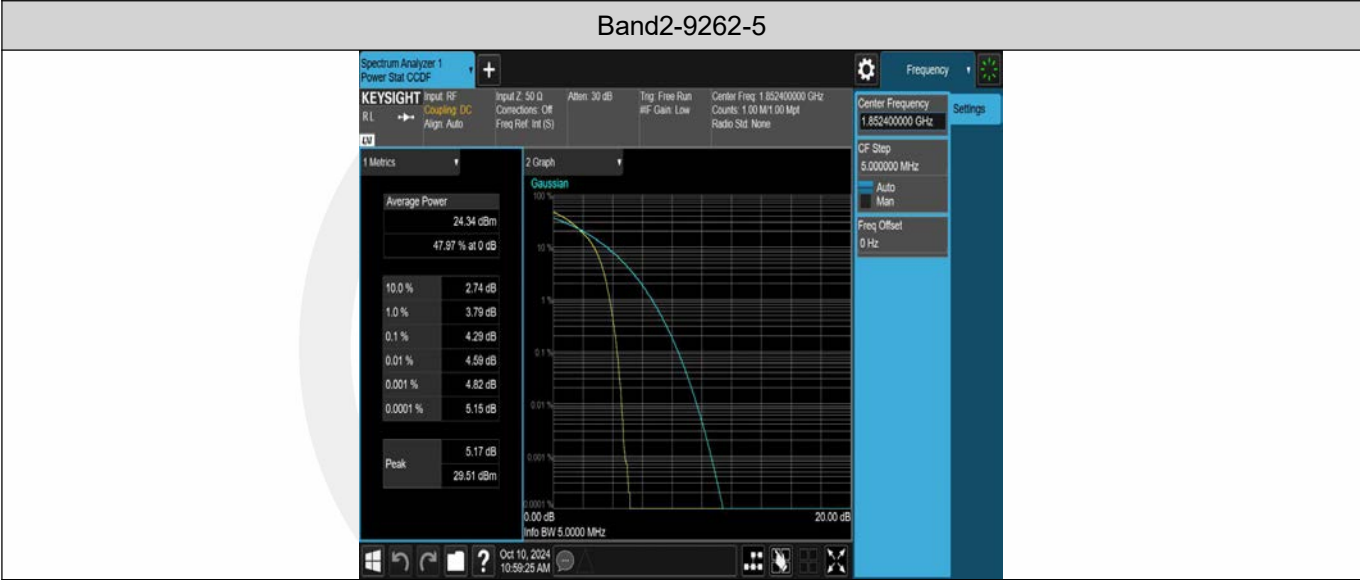 Band2-9262-5
Spectrum Analyzer 1
Power Stat CCDF
+
Frequency
KEYSIGHT
RL
LXI
Input: RF
Coupling: DC
Align: Auto
Input Z: 50 Ω
Corrections: Off
Freq Ref: Int (S)
Atten: 30 dB
Trig: Free Run
#IF Gain: Low
Center Freq: 1.852400000 GHz
Counts: 1.00 M/1.00 Mpt
Radio Std: None
Center Frequency
1.852400000 GHz
Settings
CF Step
5.000000 MHz
Auto
Man
Freq Offset
0 Hz
1 Metrics
Average Power
24.34 dBm
47.97 % at 0 dB
10.0 % 2.74 dB
1.0 % 3.79 dB
0.1 % 4.29 dB
0.01 % 4.59 dB
0.001 % 4.82 dB
0.0001 % 5.15 dB
Peak
5.17 dB
29.51 dBm
2 Graph
Gaussian
100 %
10 %
1 %
0.1 %
0.01 %
0.001 %
0.0001 %
0.00 dB 20.00 dB
Info BW 5.0000 MHz
?
Oct 10, 2024
10:59:25 AM